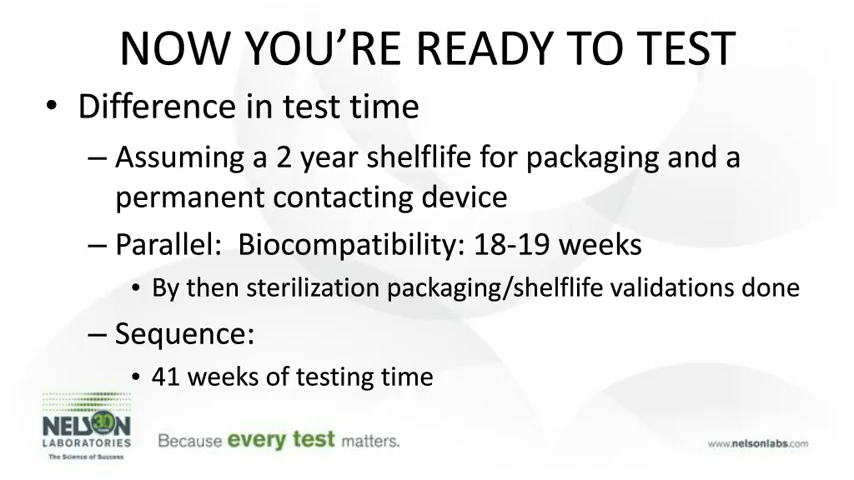 NOW YOU'RE READY TO TEST
• Difference in test time
– Assuming a 2 year shelflife for packaging and a
permanent contacting device
– Parallel:  Biocompatibility: 18-19 weeks
• By then sterilization packaging/shelflife validations done
– Sequence:
• 41 weeks of testing time
NELSON
30
LABORATORIES
The Science of Success
Because every test matters.
www.nelsonlabs.com